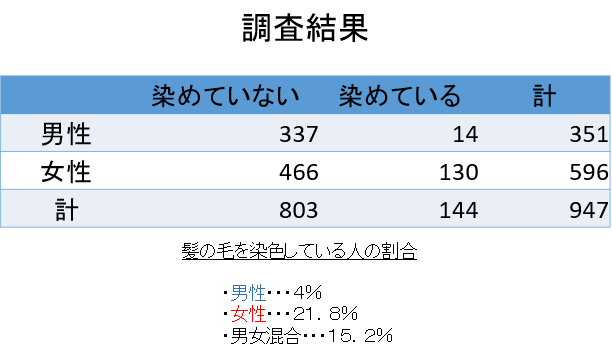 調査結果
染めていない 染めている 計
男性 337 14 351
女性 466 130 596
計 803 144 947
髪の毛を染色している人の割合
・男性・・・4％
・女性・・・21．8％
・男女混合・・・15．2％